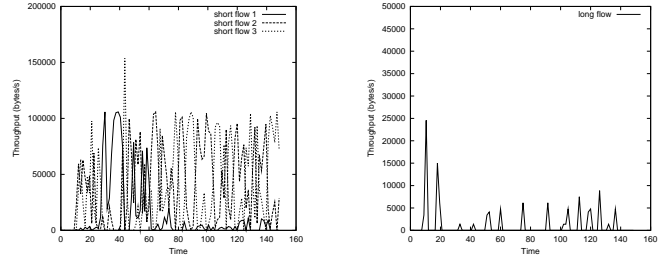 200000
150000
100000
50000
0
Throughput (bytes/s)
short flow 1
short flow 2
short flow 3
0 20 40 60 80 100 120 140 160
Time
50000
45000
40000
35000
30000
25000
20000
15000
10000
5000
0
Throughput (bytes/s)
long flow
0 20 40 60 80 100 120 140 160
Time